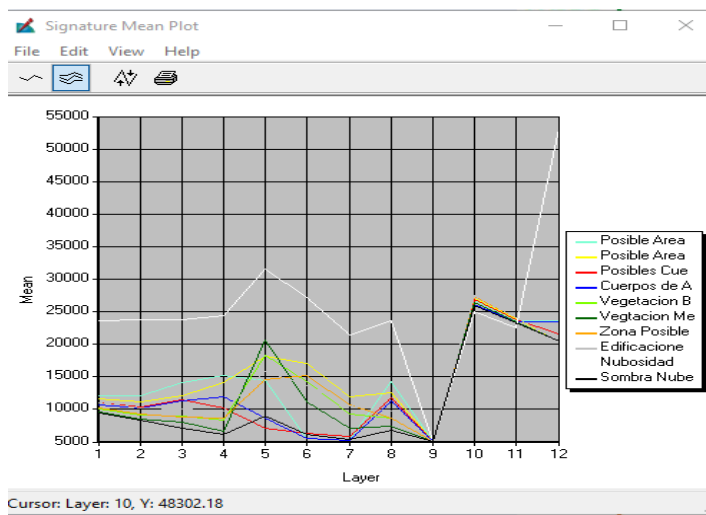 Signature Mean Plot
File Edit View Help
55000
50000
45000
40000
35000
30000
25000
20000
15000
10000
5000
Mean
1 2 3 4 5 6 7 8 9 10 11 12
Layer
Posible Area
Posible Area
Posibles Cue
Cuerpos de A
Vegetacion B
Vegtacion Me
Zona Posible
Edificacione
Nubosidad
Sombra Nube
Cursor: Layer: 10, Y: 48302.18